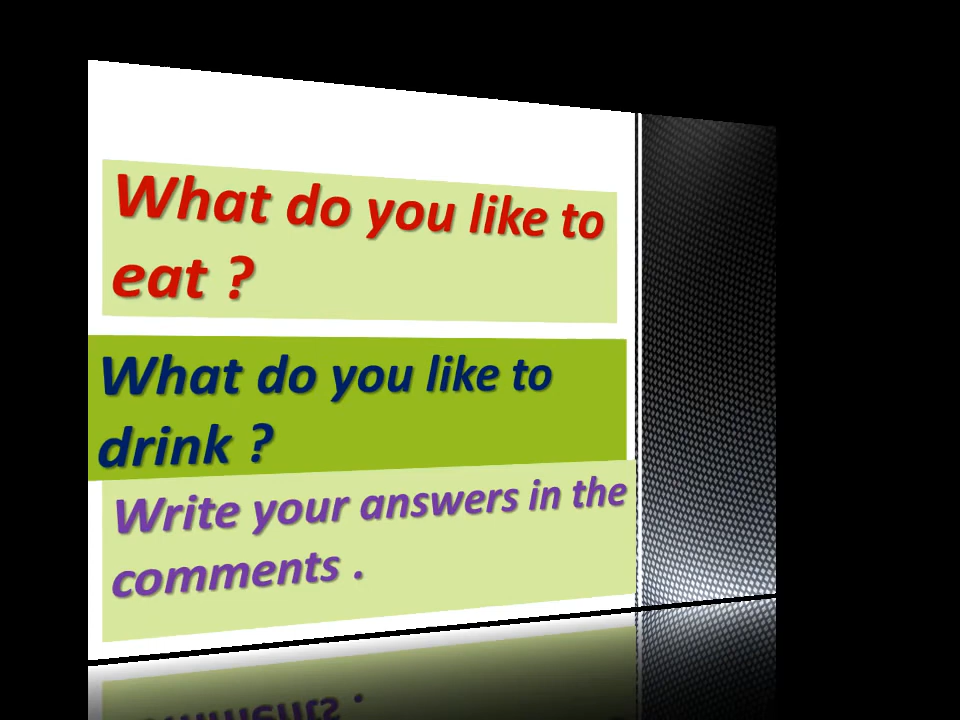 What do you like to
eat ?
What do you like to
drink ?
Write your answers in the
comments .